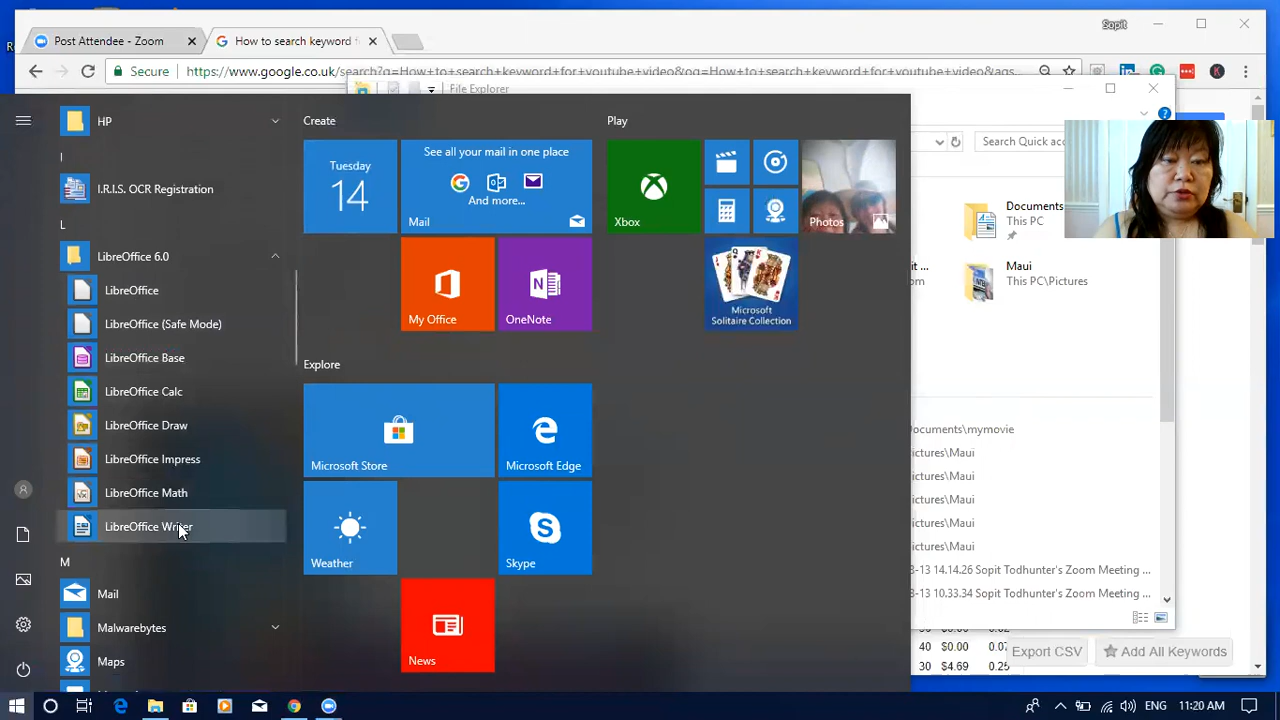 Sopit
Post Attendee - Zoom
How to search keyword f
Secure
https://www.google.co.uk/search?q=How+to+search+keyword+for+youtube+video&oq=How+to+search+keyword+for+youtube+video&aqs
File Explorer
Search Quick acc
HP
I
I.R.I.S. OCR Registration
L
LibreOffice 6.0
LibreOffice
LibreOffice (Safe Mode)
LibreOffice Base
LibreOffice Calc
LibreOffice Draw
LibreOffice Impress
LibreOffice Math
LibreOffice Writer
M
Mail
Malwarebytes
Maps
Create
Tuesday
14
See all your mail in one place
And more...
Mail
My Office
OneNote
Explore
Microsoft Store
Microsoft Edge
Weather
Skype
News
Play
Xbox
Photos
Microsoft
Solitaire Collection
Documents
This PC
it ...
om
Maui
This PC\Pictures
ocuments\mymovie
ictures\Maui
ictures\Maui
ictures\Maui
ictures\Maui
ictures\Maui
3-13 14.14.26 Sopit Todhunter's Zoom Meeting ...
3-13 10.33.34 Sopit Todhunter's Zoom Meeting ...
40 $0.00 0.07
30 $4.69 0.25
Export CSV
Add All Keywords
ENG
11:20 AM